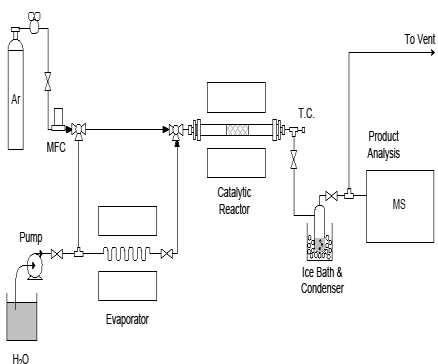 To Vent
Ar
T.C.
MFC
Product
Analysis
Catalytic
Reactor
MS
Pump
Ice Bath &
Condenser
Evaporator
H₂O